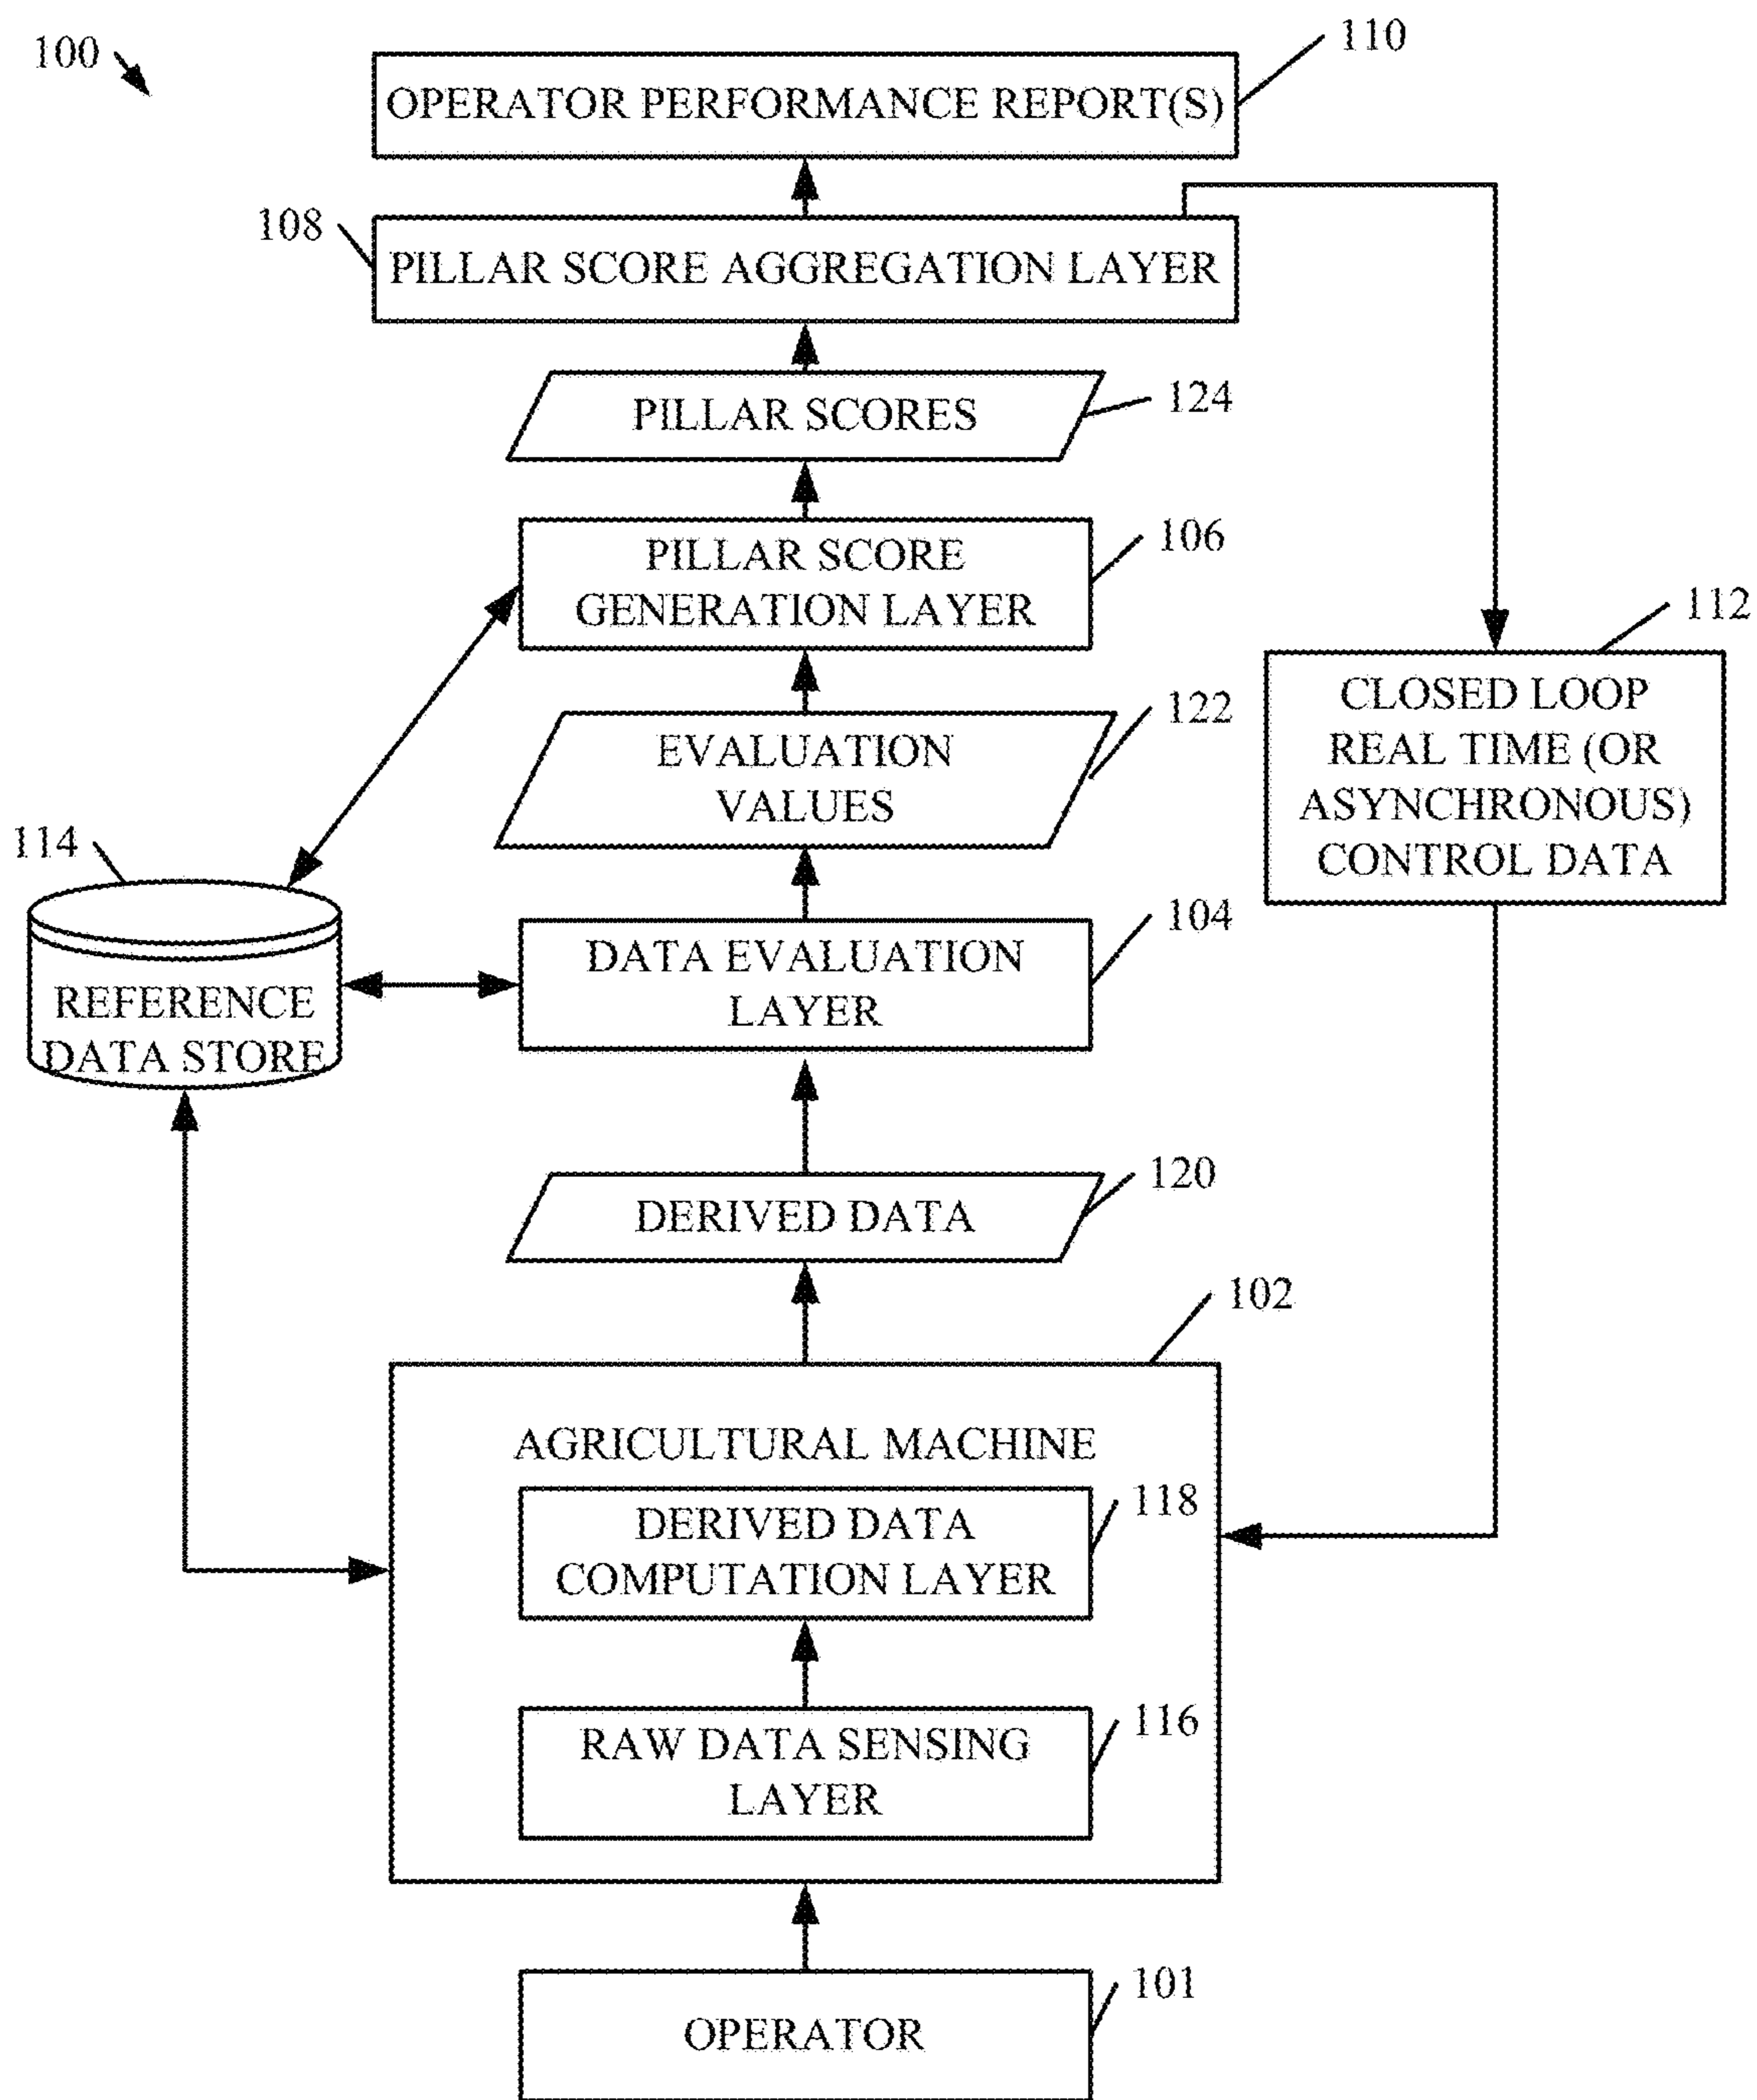 100
110
OPERATOR PERFORMANCE REPORT(S)
108
PILLAR SCORE AGGREGATION LAYER
PILLAR SCORES
124
PILLAR SCORE
GENERATION LAYER
106
112
CLOSED LOOP
REAL TIME (OR
ASYNCHRONOUS)
CONTROL DATA
EVALUATION
VALUES
122
114
REFERENCE
DATA STORE
DATA EVALUATION
LAYER
104
DERIVED DATA
120
102
AGRICULTURAL MACHINE
DERIVED DATA
COMPUTATION LAYER
118
RAW DATA SENSING
LAYER
116
OPERATOR
101